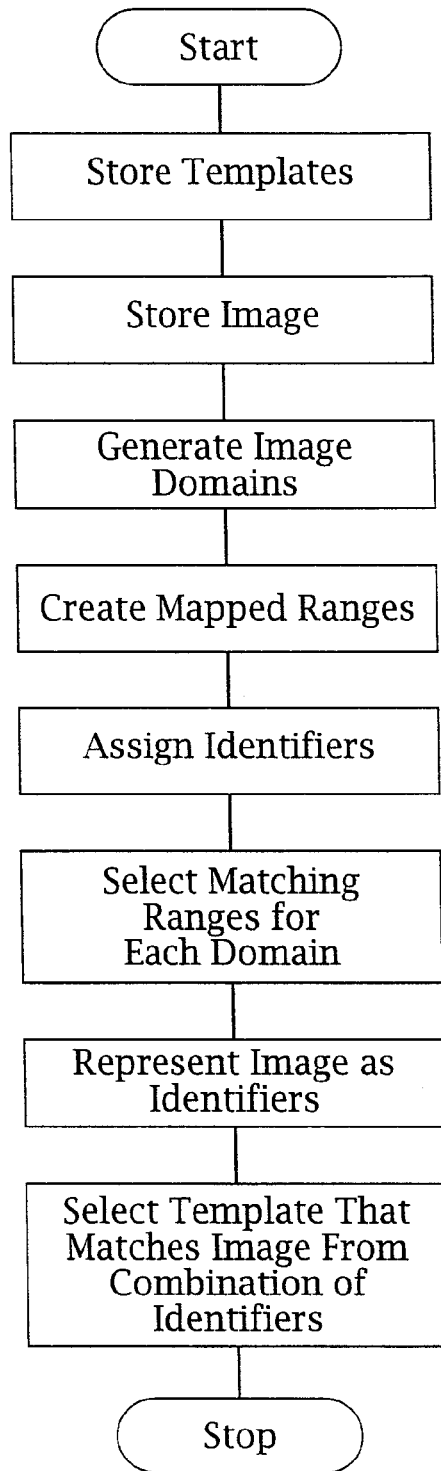 Start
Store Templates
Store Image
Generate Image
Domains
Create Mapped Ranges
Assign Identifiers
Select Matching
Ranges for
Each Domain
Represent Image as
Identifiers
Select Template That
Matches Image From
Combination of
Identifiers
Stop